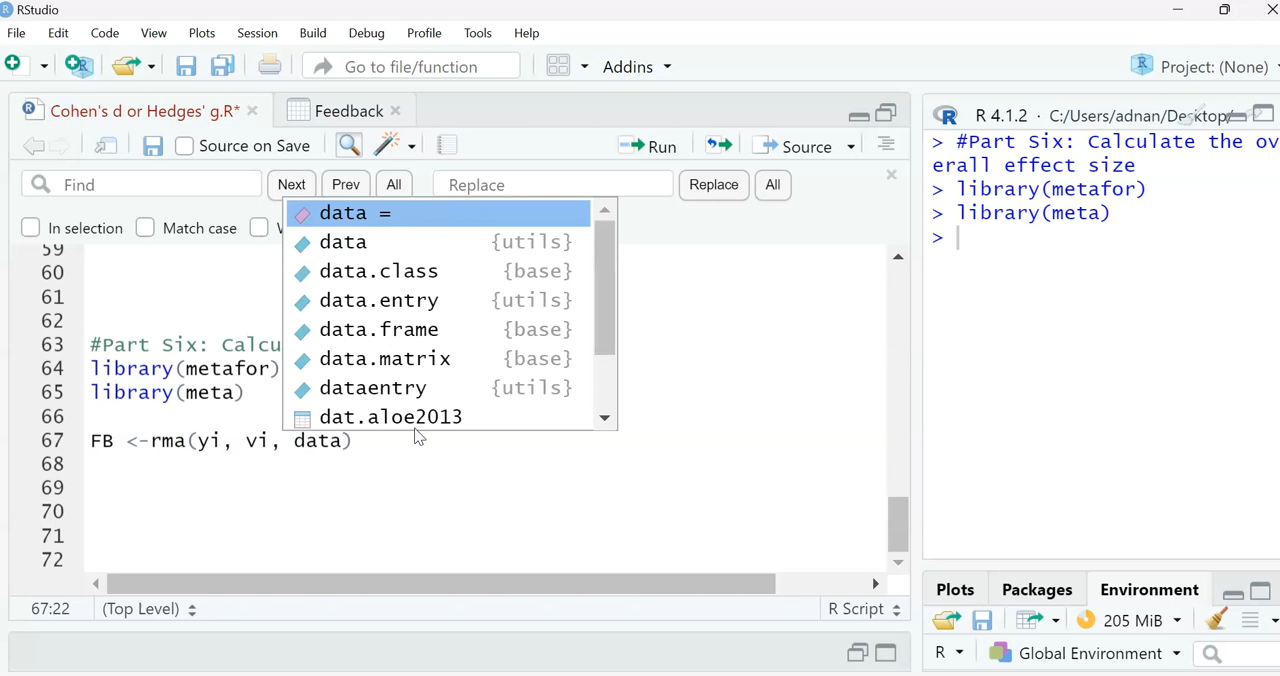 RStudio
File Edit Code View Plots Session Build Debug Profile Tools Help
Go to file/function Addins Project: (None)
Cohen's d or Hedges' g.R* Feedback
Source on Save Run Source
Find Next Prev All Replace Replace All
In selection Match case
data =
data {utils}
data.class {base}
data.entry {utils}
data.frame {base}
data.matrix {base}
dataentry {utils}
dat.aloe2013
59
60
61
62
63 #Part Six: Calcu
64 library(metafor)
65 library(meta)
66
67 FB <-rma(yi, vi, data)
68
69
70
71
72
67:22 (Top Level) R Script
R 4.1.2 · C:/Users/adnan/Desktop/
> #Part Six: Calculate the ov
erall effect size
> library(metafor)
> library(meta)
>
Plots Packages Environment
205 MiB
R Global Environment